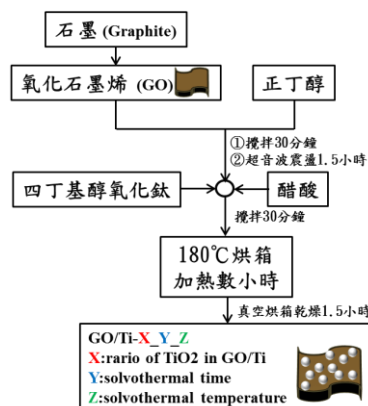 石墨 (Graphite)
氧化石墨烯 (GO)
正丁醇
①攪拌30分鐘
②超音波震盪1.5小時
四丁基醇氧化鈦
醋酸
攪拌30分鐘
180℃烘箱
加熱數小時
真空烘箱乾燥1.5小時
GO/Ti-X_Y_Z
X:rario of TiO2 in GO/Ti
Y:solvothermal time
Z:solvothermal temperature